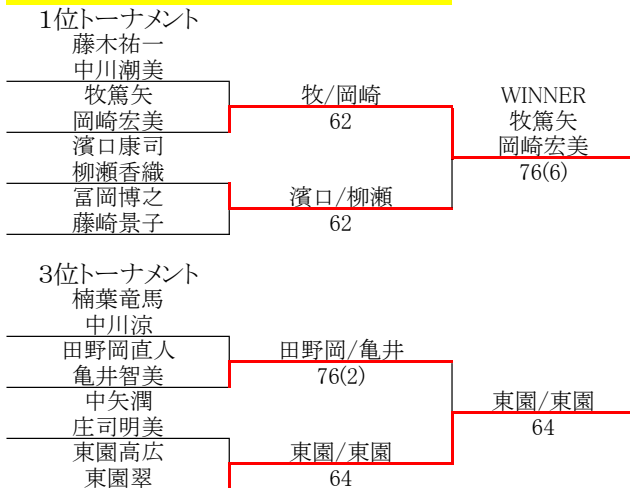 1位トーナメント
藤木祐一
中川潮美
牧篤矢
岡崎宏美
牧/岡崎
62
濱口康司
柳瀬香織
冨岡博之
藤崎景子
濱口/柳瀬
62
WINNER
牧篤矢
岡崎宏美
76(6)
3位トーナメント
楠葉竜馬
中川涼
田野岡直人
亀井智美
田野岡/亀井
76(2)
中矢潤
庄司明美
東園高広
東園翠
東園/東園
64
東園/東園
64